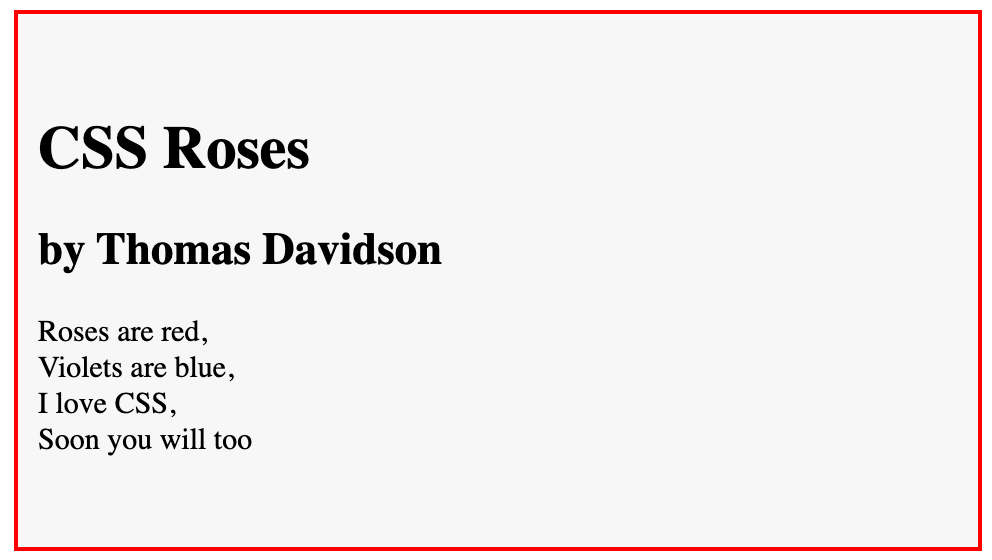 CSS Roses
by Thomas Davidson
Roses are red,
Violets are blue,
I love CSS,
Soon you will too